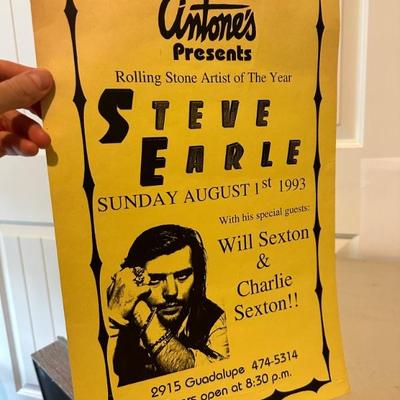 Antone's
Presents
Rolling Stone Artist of The Year
STEVE
EARLE
SUNDAY AUGUST 1st 1993
With his special guests:
Will Sexton
&
Charlie
Sexton!!
2915 Guadalupe 474-5314
open at 8:30 p.m.